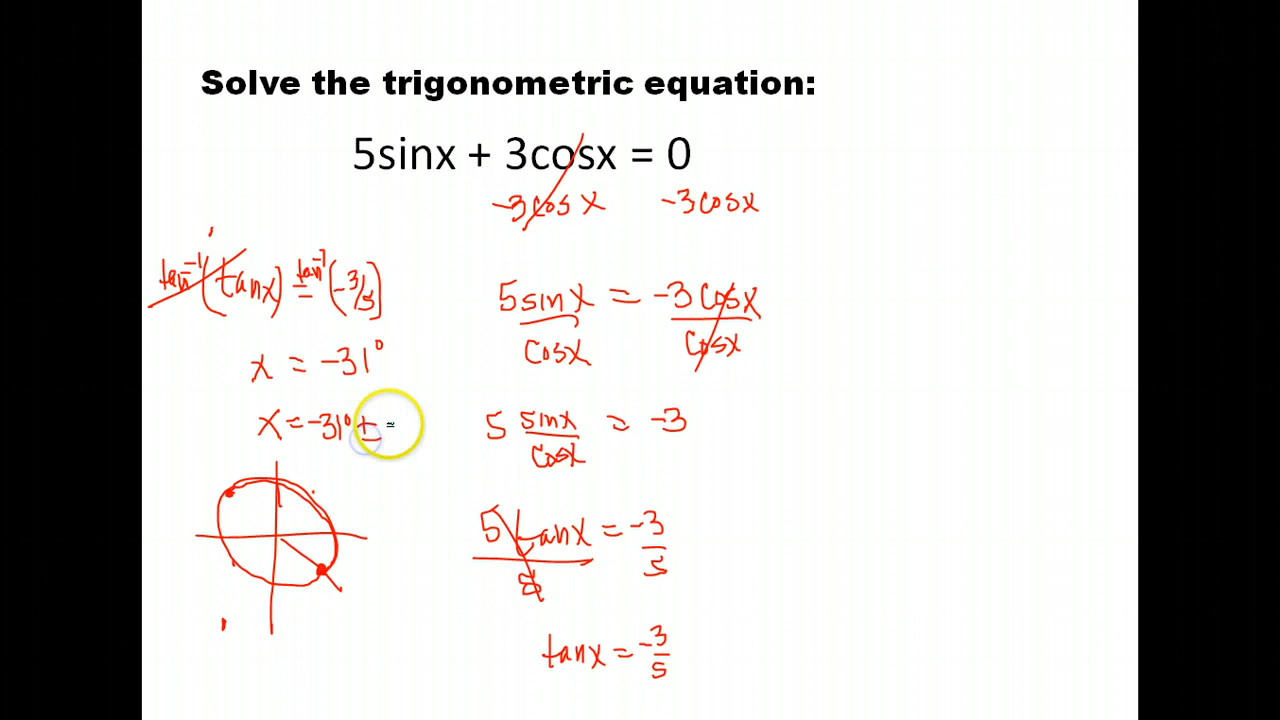 Solve the trigonometric equation:
5sinx + 3cosx = 0
-3cosx -3cosx
5sinx = -3cosx
cosx cosx
5 sinx = -3
cosx
5tanx = -3
5 5
tanx = -3
5
tan⁻¹(tanx) = tan⁻¹(-3/5)
x = -31°
x = -31° ±